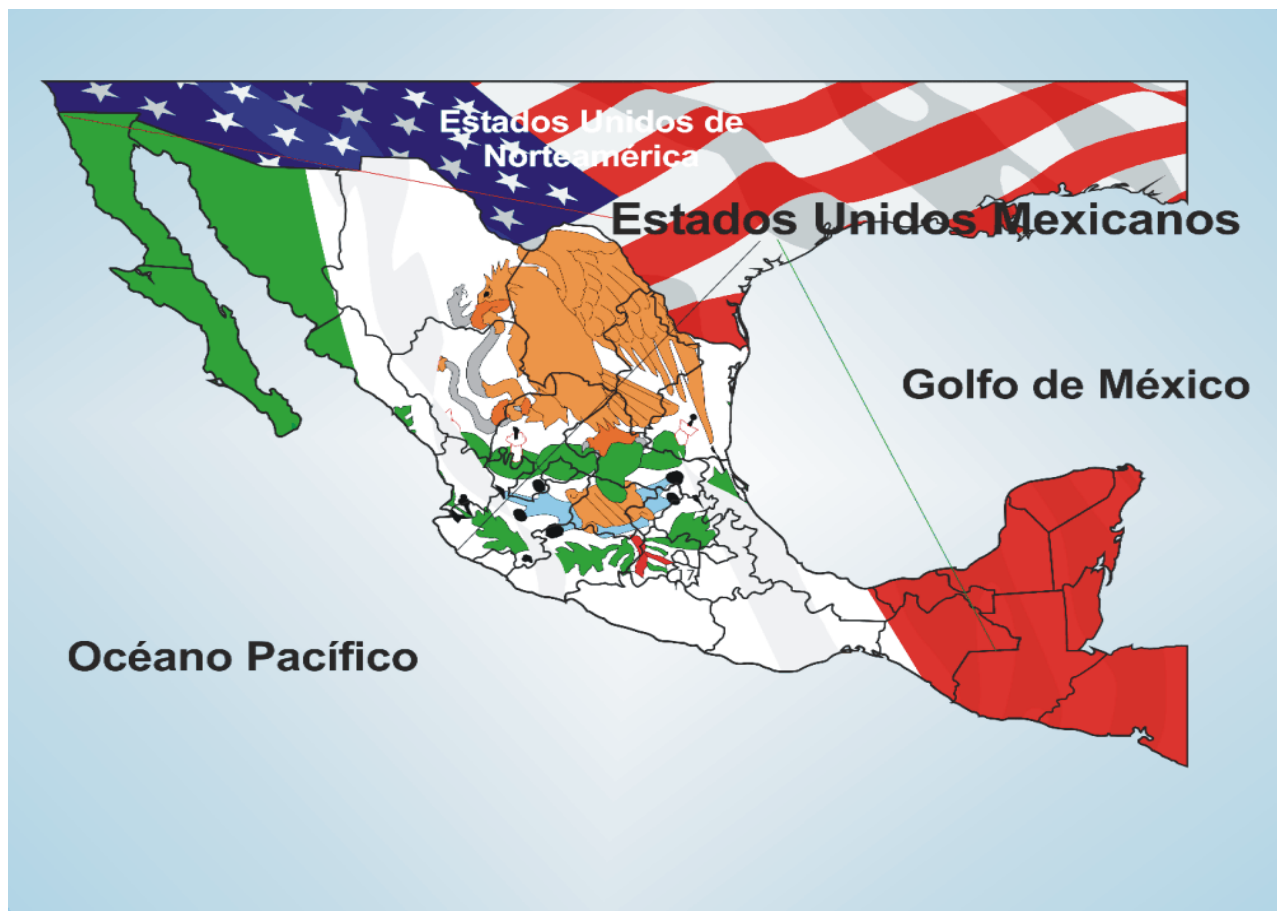 Estados Unidos de
Norteamérica
Estados Unidos Mexicanos
Golfo de México
Océano Pacífico